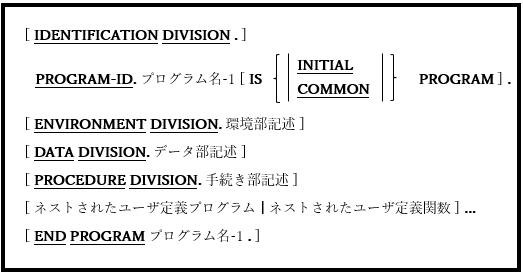 [ IDENTIFICATION DIVISION . ]
PROGRAM-ID. プログラム名-1 [ IS { | INITIAL | } PROGRAM ] .
COMMON
[ ENVIRONMENT DIVISION. 環境部記述 ]
[ DATA DIVISION. データ部記述 ]
[ PROCEDURE DIVISION. 手続き部記述 ]
[ ネストされたユーザ定義プログラム | ネストされたユーザ定義関数 ] ...
[ END PROGRAM プログラム名-1 . ]